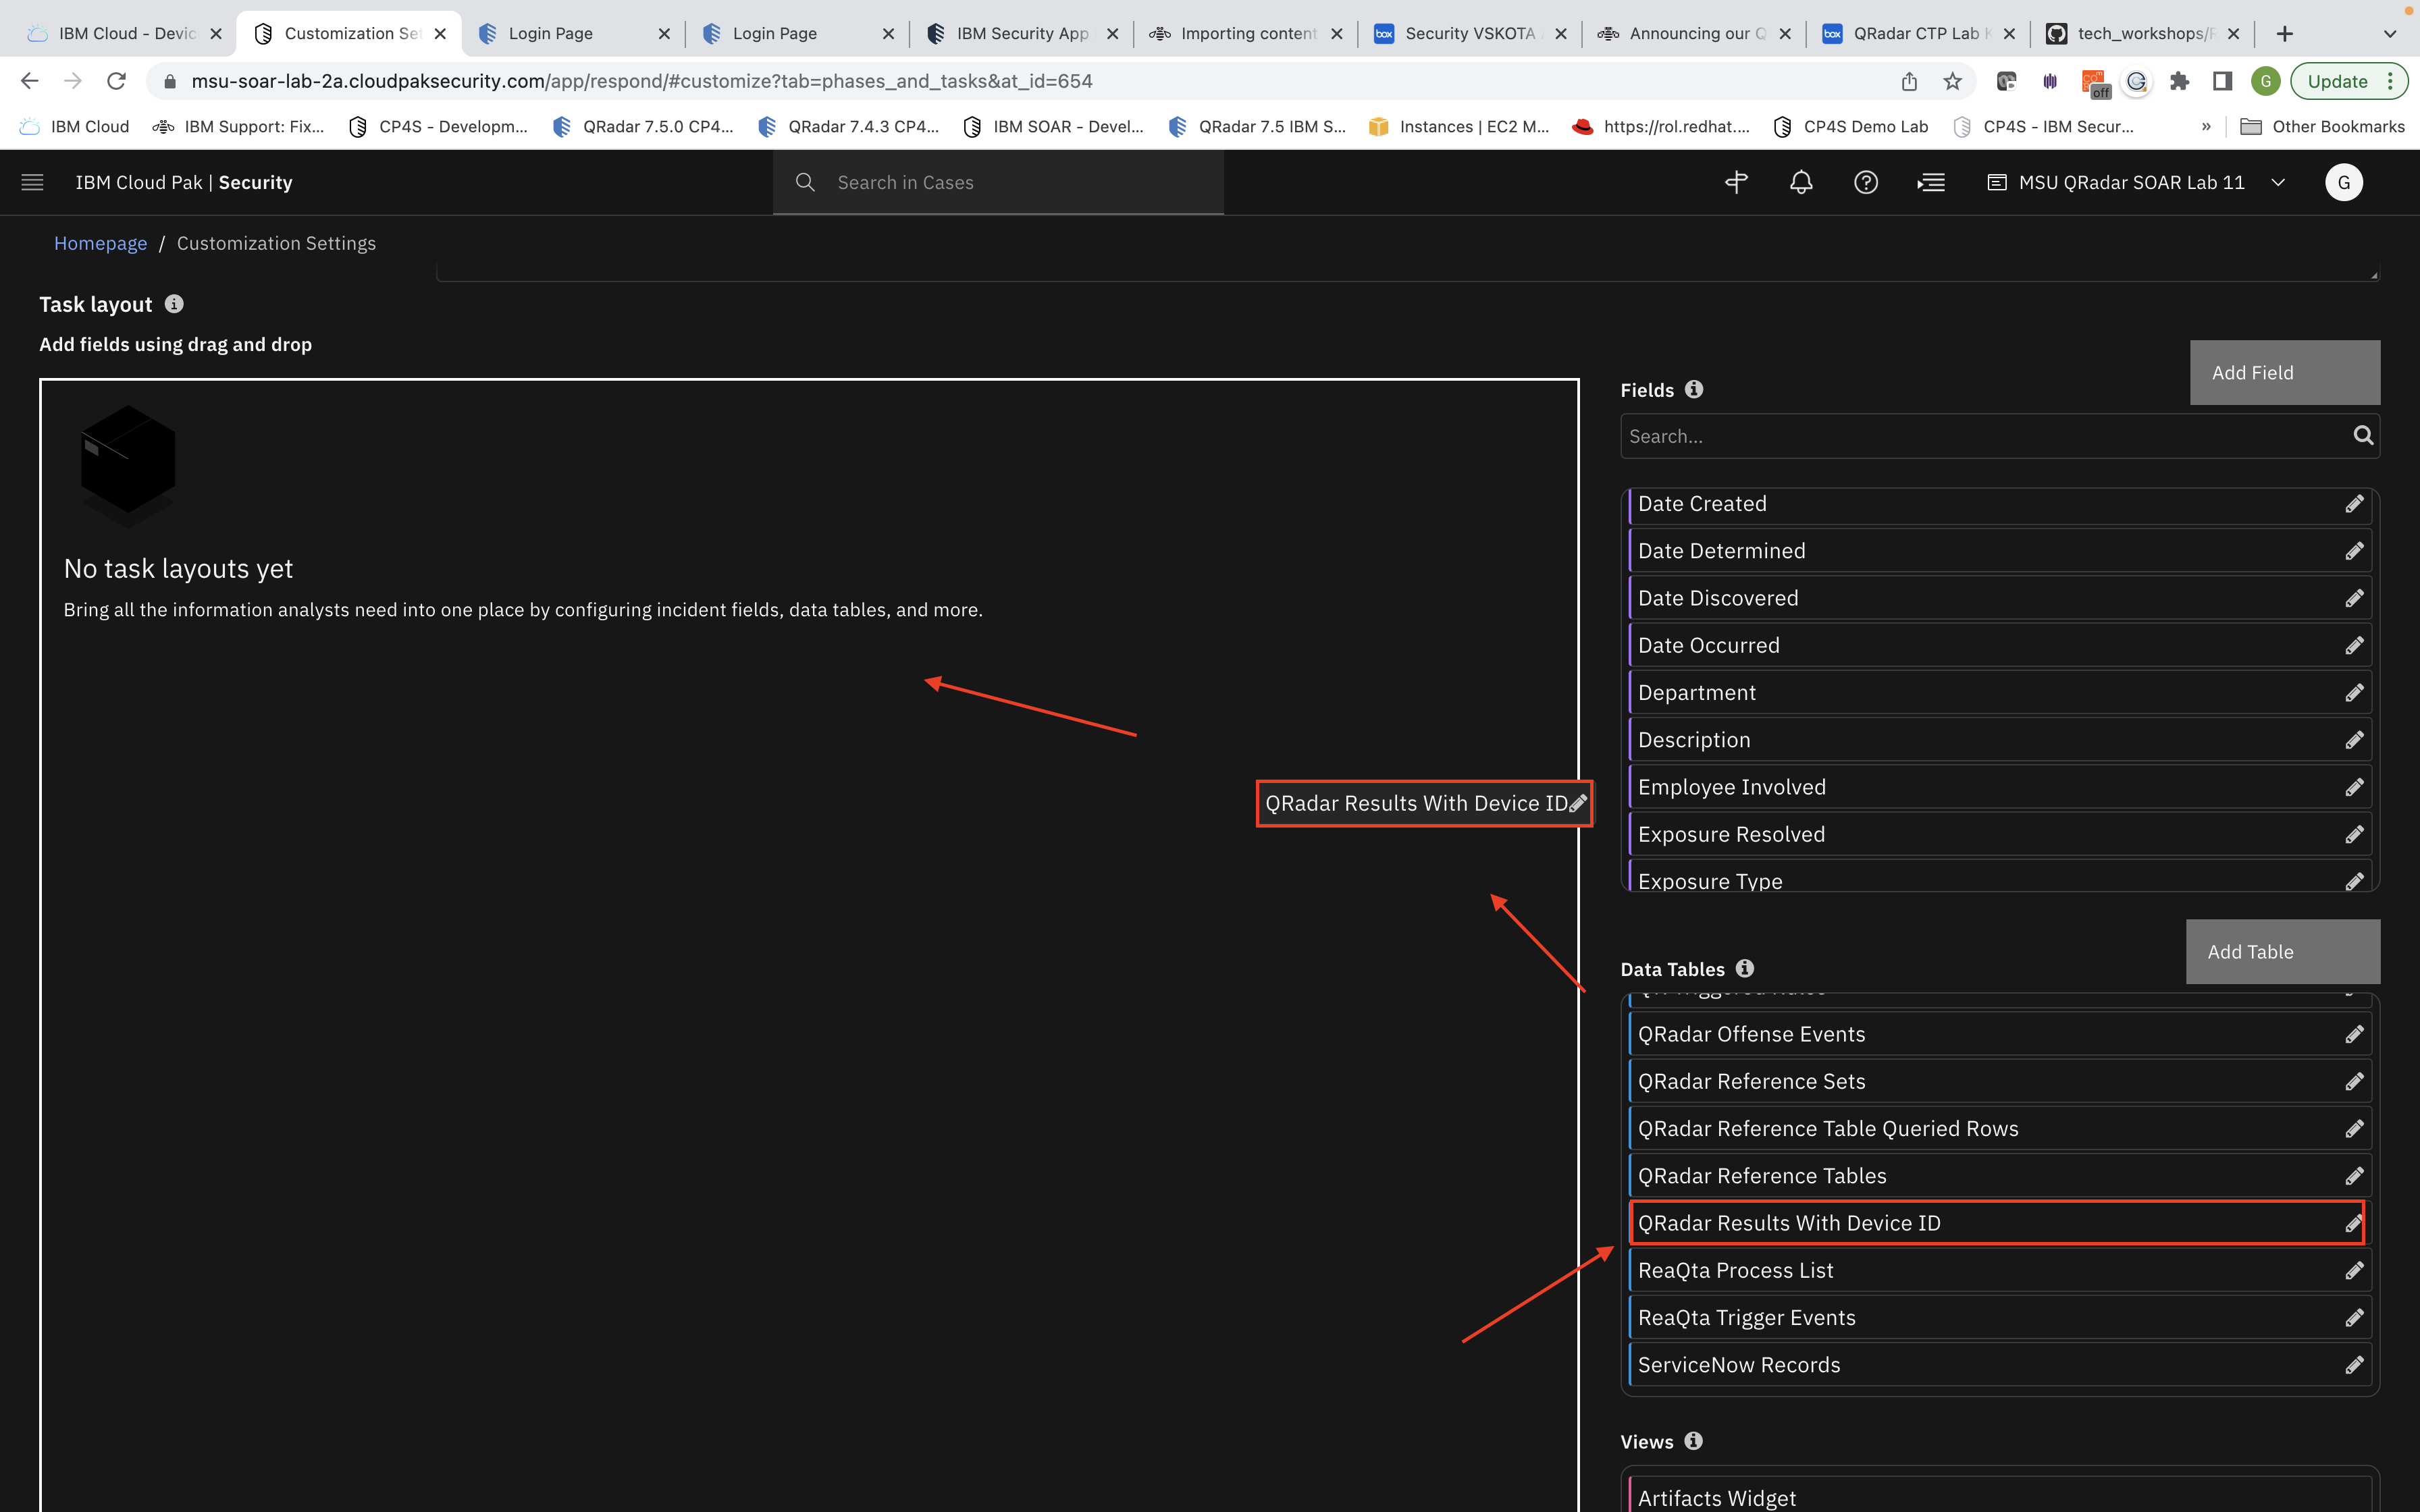 IBM Cloud - Devic
Customization Set
Login Page
Login Page
IBM Security App
Importing content
Security VSKOTA
Announcing our Q
QRadar CTP Lab
tech_workshops/
msu-soar-lab-2a.cloudpaksecurity.com/app/respond/#customize?tab=phases_and_tasks&at_id=654
off
G
Update
IBM Cloud
IBM Support: Fix...
CP4S - Developm...
QRadar 7.5.0 CP4...
QRadar 7.4.3 CP4...
IBM SOAR - Devel...
QRadar 7.5 IBM S...
Instances | EC2 M...
https://rol.redhat....
CP4S Demo Lab
CP4S - IBM Secur...
»
Other Bookmarks
IBM Cloud Pak | Security
Search in Cases
MSU QRadar SOAR Lab 11
G
Homepage / Customization Settings
Task layout
Add fields using drag and drop
No task layouts yet
Bring all the information analysts need into one place by configuring incident fields, data tables, and more.
QRadar Results With Device ID
Fields
Add Field
Search...
Date Created
Date Determined
Date Discovered
Date Occurred
Department
Description
Employee Involved
Exposure Resolved
Exposure Type
Data Tables
Add Table
QRadar Offense Events
QRadar Reference Sets
QRadar Reference Table Queried Rows
QRadar Reference Tables
QRadar Results With Device ID
ReaQta Process List
ReaQta Trigger Events
ServiceNow Records
Views
Artifacts Widget